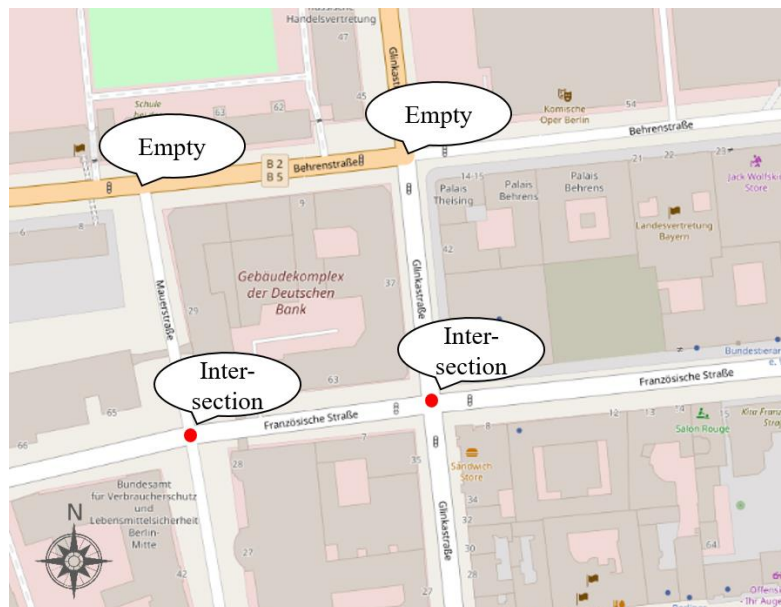 Handelsvertretung
47
Glinkastraße
45
Schule
63
62
Empty
Empty
Komische
Oper Berlin
54
Behrenstraße
B 2
B 5
Behrenstraße
6
8
9
14-15
Palais
Theising
Palais
Behrens
Palais
Behrens
21
22
Jack Wolfskin
Store
Landesvertretung
Bayern
42
Mauerstraße
29
Gebäudekomplex
der Deutschen
Bank
37
Glinkastraße
Inter-
section
Inter-
section
63
65
66
Französische Straße
Französische Straße
7
8
12
13
14
15
Salon Rouge
28
35
Sandwich
Store
34
32
30
28
Bundesamt
für Verbraucherschutz
und
Lebensmittelsicherheit
Berlin-
Mitte
N
42
27
Glinkastraße
27
64